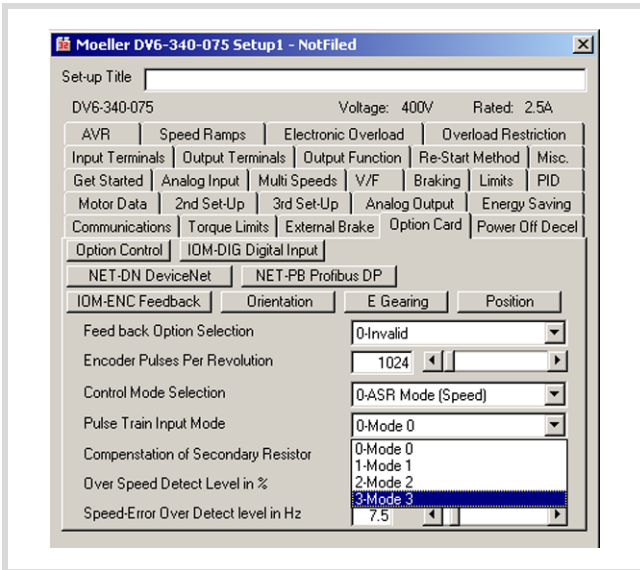 Moeller DV6-340-075 Setup1 - NotFiled
Set-up Title
DV6-340-075 Voltage: 400V Rated: 2.5A
AVR Speed Ramps Electronic Overload Overload Restriction
Input Terminals Output Terminals Output Function Re-Start Method Misc.
Get Started Analog Input Multi Speeds V/F Braking Limits PID
Motor Data 2nd Set-Up 3rd Set-Up Analog Output Energy Saving
Communications Torque Limits External Brake Option Card Power Off Decel
Option Control IOM-DIG Digital Input
NET-DN DeviceNet NET-PB Profibus DP
IOM-ENC Feedback Orientation E Gearing Position
Feed back Option Selection 0-Invalid
Encoder Pulses Per Revolution 1024
Control Mode Selection 0-ASR Mode (Speed)
Pulse Train Input Mode 0-Mode 0
Compenstation of Secondary Resistor 0-Mode 0
1-Mode 1
Over Speed Detect Level in % 2-Mode 2
3-Mode 3
Speed-Error Over Detect level in Hz 7.5